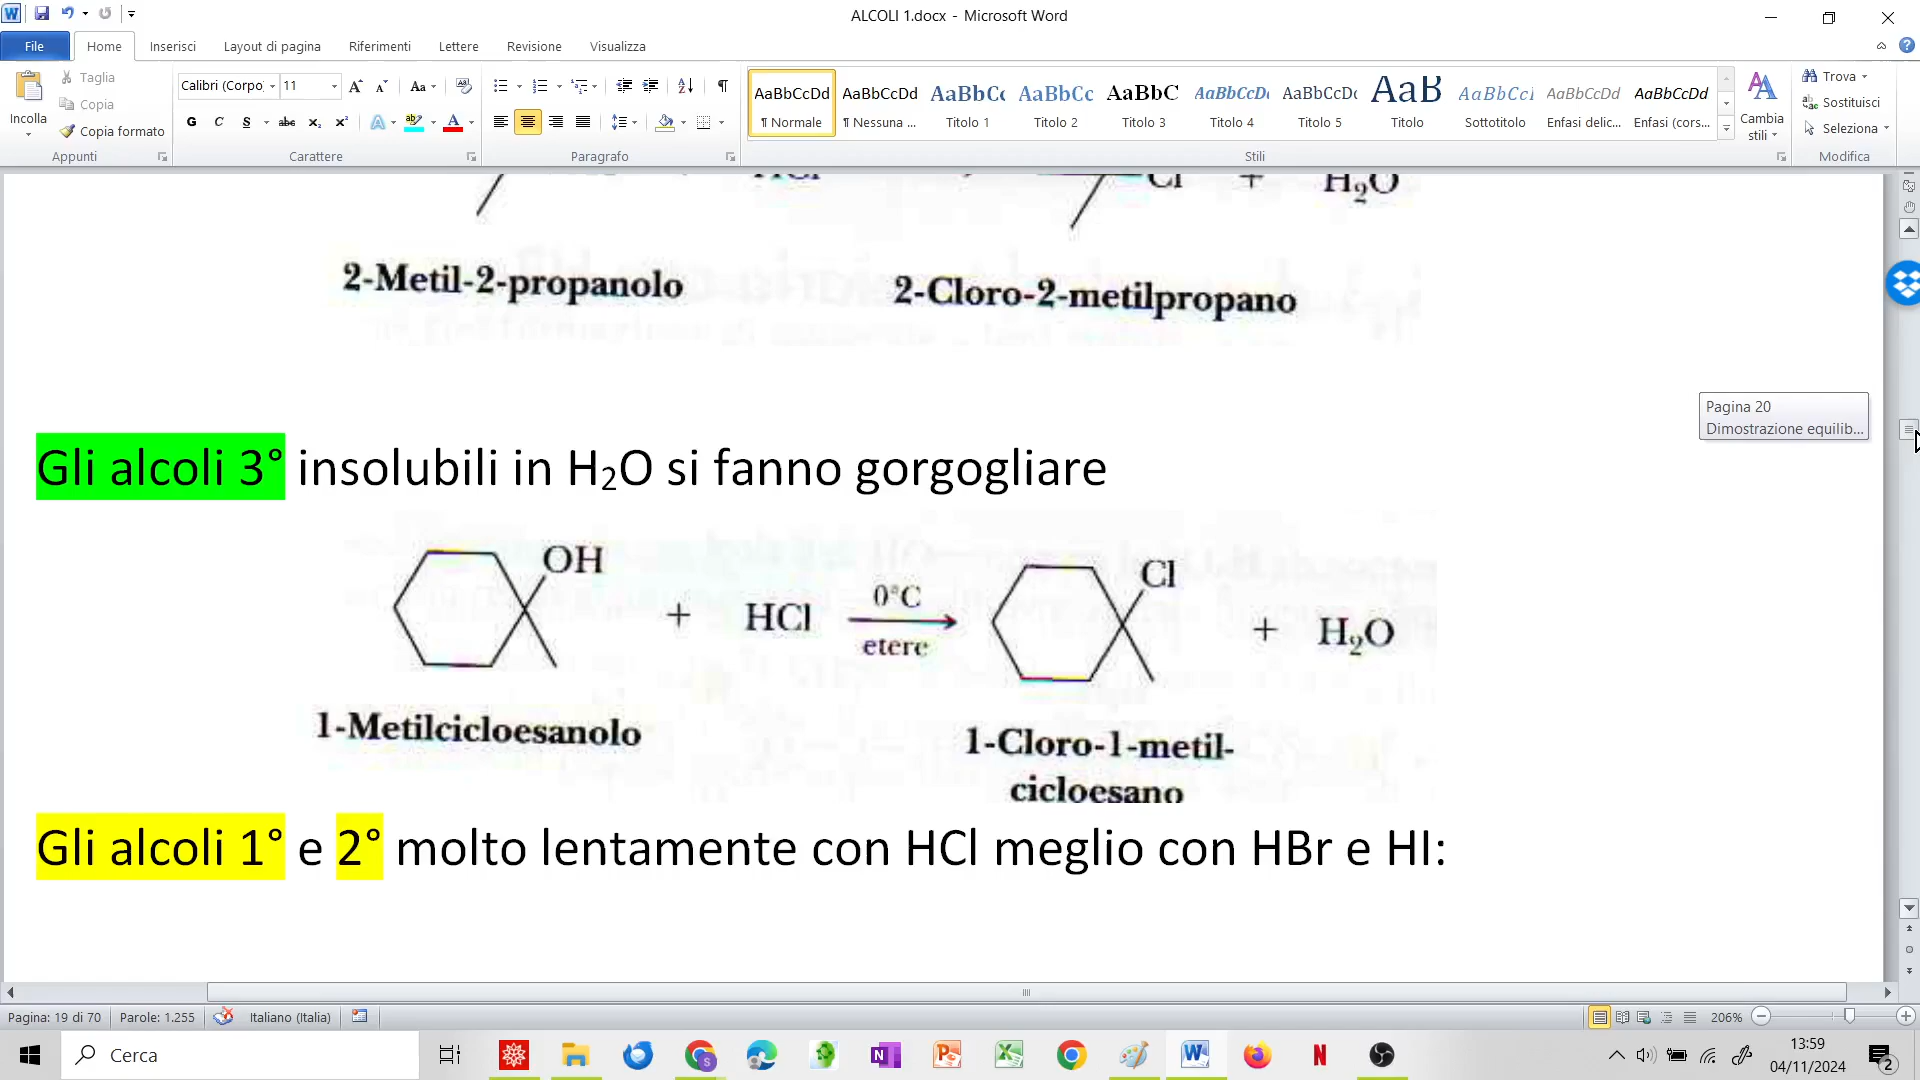 ALCOLI 1.docx - Microsoft Word
File Home Inserisci Layout di pagina Riferimenti Lettere Revisione Visualizza
Incolla
Taglia
Copia
Copia formato
Appunti
Calibri (Corpo 11
Carattere
Paragrafo
AaBbCcDd AaBbCcDd AaBbCc AaBbCc AaBbC AaBbCcDi AaBbCcDc AaB AaBbCcI AaBbCcDd AaBbCcDd
¶ Normale ¶ Nessuna ... Titolo 1 Titolo 2 Titolo 3 Titolo 4 Titolo 5 Titolo Sottotitolo Enfasi delic... Enfasi (cors...
Stili
Cambia stili
Trova
Sostituisci
Seleziona
Modifica
HCl Cl + H₂O
2-Metil-2-propanolo 2-Cloro-2-metilpropano
Pagina 20
Dimostrazione equilib...
Gli alcoli 3° insolubili in H₂O si fanno gorgogliare
OH + HCl 0°C etere Cl + H₂O
1-Metilcicloesanolo 1-Cloro-1-metil-
cicloesano
Gli alcoli 1° e 2° molto lentamente con HCl meglio con HBr e HI:
Pagina: 19 di 70 Parole: 1.255 Italiano (Italia) 206%
Cerca
13:59
04/11/2024
2